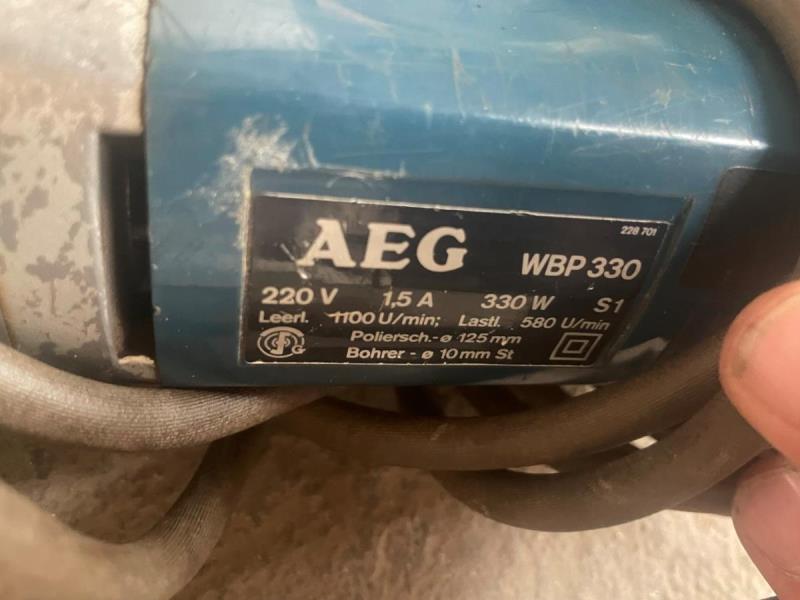 228 701
AEG WBP 330
220 V 1,5 A 330 W S1
Leerl. 1100 U/min; Lastl. 580 U/min
Poliersch.-ø 125 mm
Bohrer - ø 10 mm St